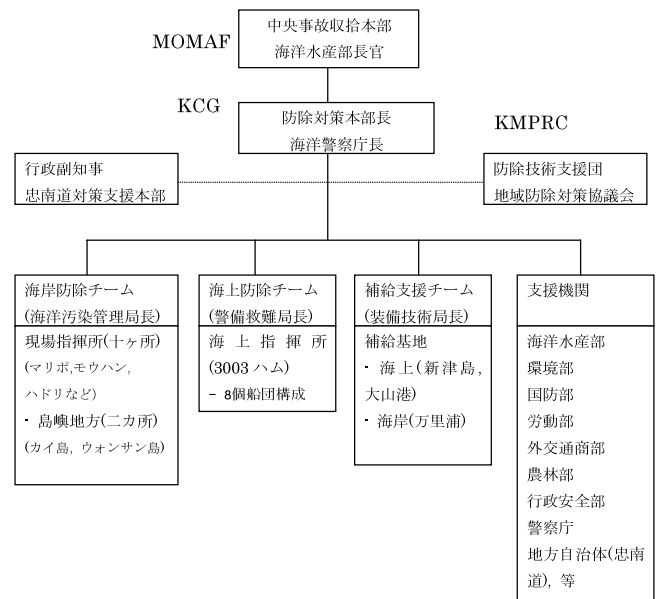 MOMAF
中央事故収拾本部
海洋水産部長官
KCG
防除対策本部長
海洋警察庁長
KMPRC
行政副知事
忠南道対策支援本部
防除技術支援団
地域防除対策協議会
海岸防除チーム
(海洋汚染管理局長)
現場指揮所(十ヶ所)
(マリポ,モウハン,
ハドリなど)
- 島嶼地方(二カ所)
(カイ島, ウォンサン島)
海上防除チーム
(警備救難局長)
海上指揮所
(3003 ハム)
- 8個船団構成
補給支援チーム
(装備技術局長)
補給基地
- 海上(新津島,
大山港)
- 海岸(万里浦)
支援機関
海洋水産部
環境部
国防部
労働部
外交通商部
農林部
行政安全部
警察庁
地方自治体(忠南
道), 等